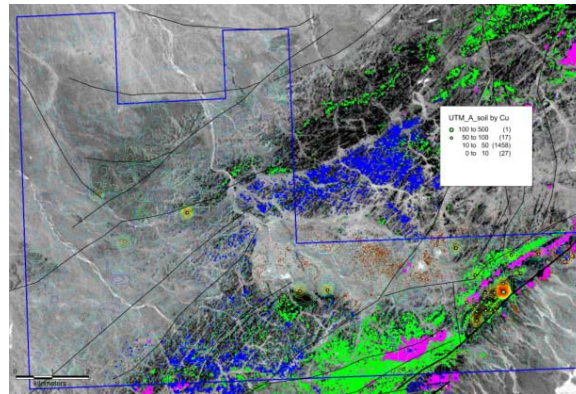 UTM_A_soil by Cu
100 to 500 (1)
50 to 100 (17)
10 to 50 (1458)
0 to 10 (27)
kilometers